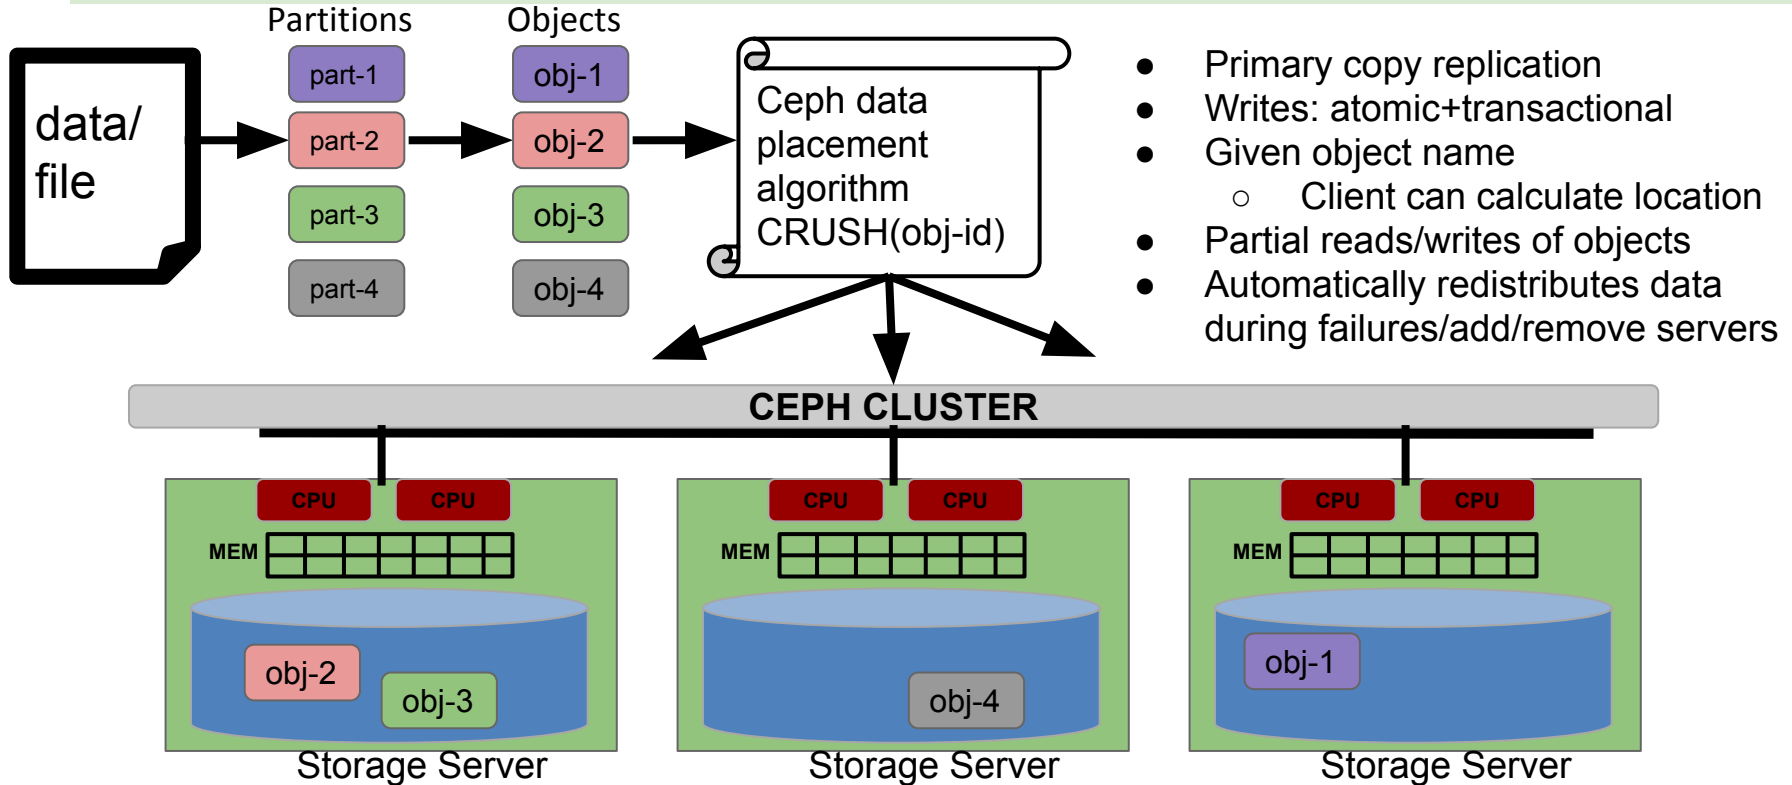 Partitions
Objects
data/
file
part-1
part-2
part-3
part-4
obj-1
obj-2
obj-3
obj-4
Ceph data
placement
algorithm
CRUSH(obj-id)
● Primary copy replication
● Writes: atomic+transactional
● Given object name
○ Client can calculate location
● Partial reads/writes of objects
● Automatically redistributes data
during failures/add/remove servers
CEPH CLUSTER
CPU
CPU
MEM
obj-2
obj-3
Storage Server
CPU
CPU
MEM
obj-4
Storage Server
CPU
CPU
MEM
obj-1
Storage Server